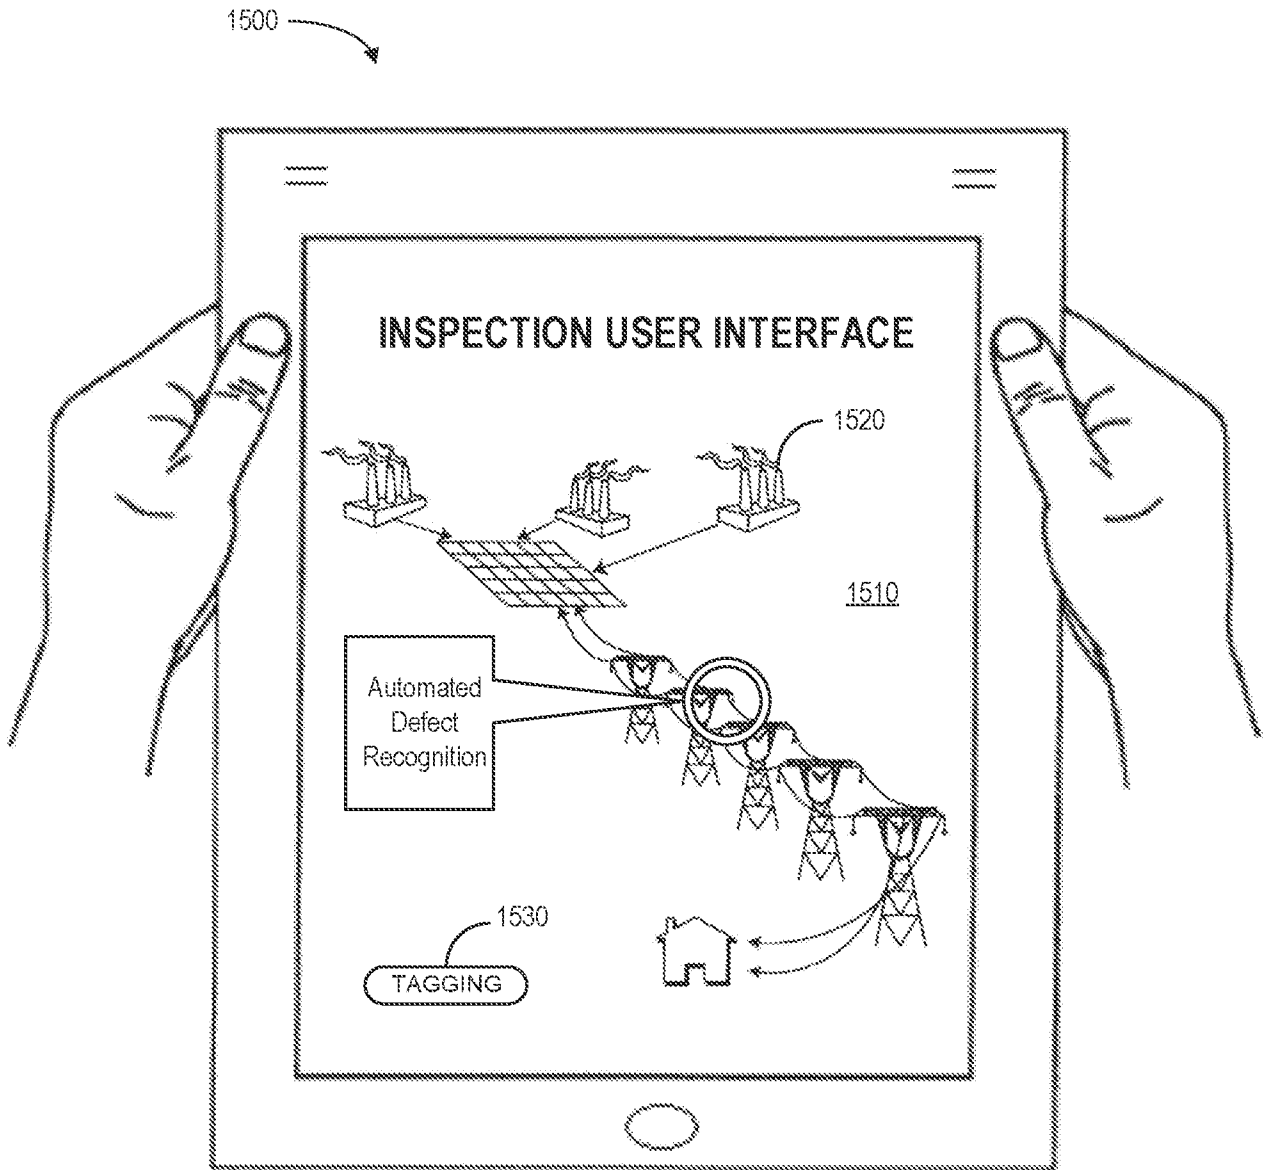 1500
INSPECTION USER INTERFACE
1520
1510
Automated
Defect
Recognition
1530
TAGGING